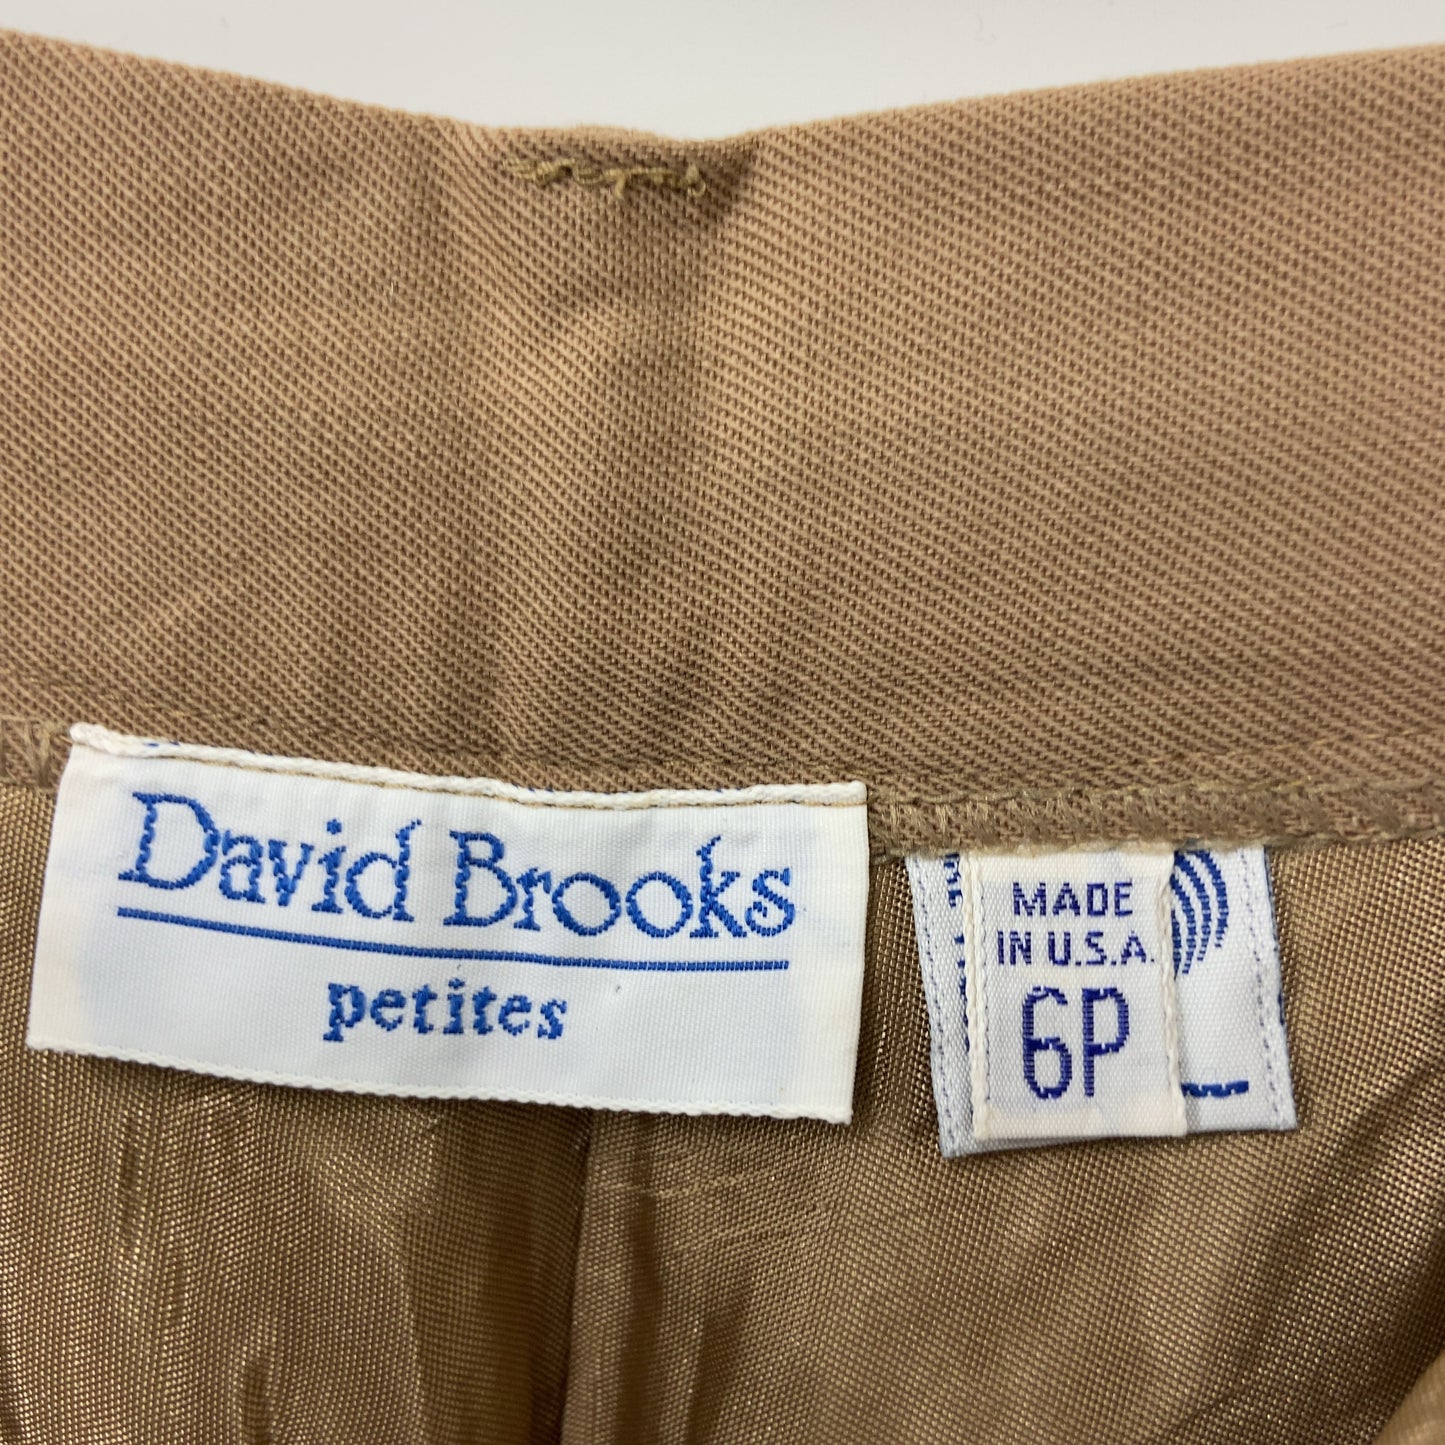 David Brooks
petites
MADE
IN U.S.A.
6P